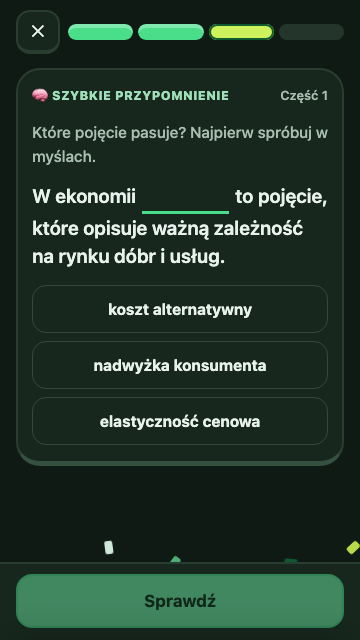 🧠 SZYBKIE PRZYPOMNIENIE Część 1
Które pojęcie pasuje? Najpierw spróbuj w
myślach.
W ekonomii ________ to pojęcie,
które opisuje ważną zależność
na rynku dóbr i usług.
koszt alternatywny
nadwyżka konsumenta
elastyczność cenowa
Sprawdź